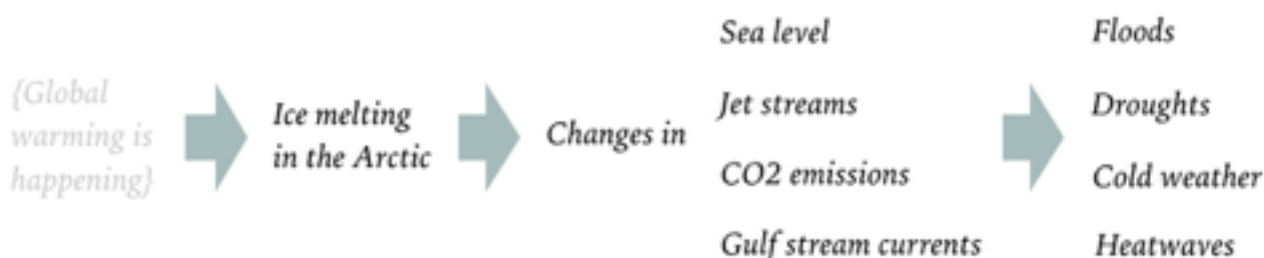 {Global
warming is
happening}
Ice melting
in the Arctic
Changes in
Sea level
Jet streams
CO2 emissions
Gulf stream currents
Floods
Droughts
Cold weather
Heatwaves